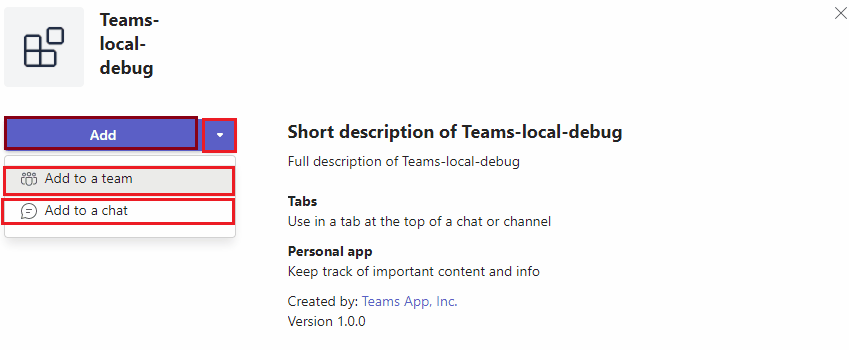 Teams-
local-
debug
Add
Add to a team
Add to a chat
Short description of Teams-local-debug
Full description of Teams-local-debug
Tabs
Use in a tab at the top of a chat or channel
Personal app
Keep track of important content and info
Created by: Teams App, Inc.
Version 1.0.0